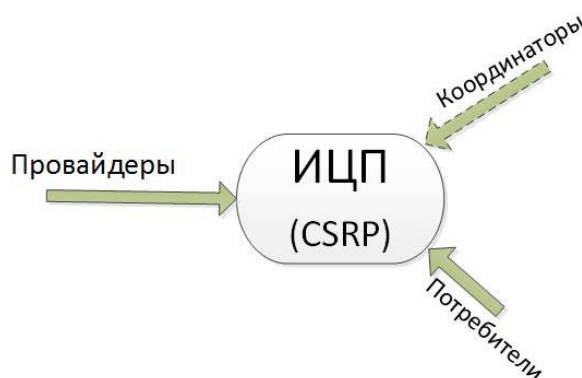 Координаторы
Провайдеры
ИЦП
(CSRP)
Потребители